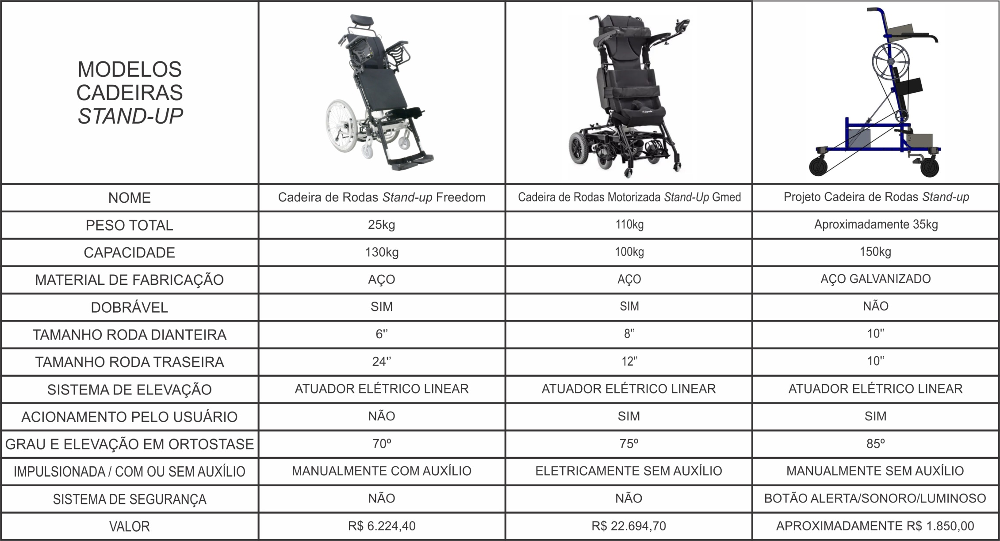 MODELOS
CADEIRAS
STAND-UP
NOME
Cadeira de Rodas Stand-up Freedom
Cadeira de Rodas Motorizada Stand-Up Gmed
Projeto Cadeira de Rodas Stand-up
PESO TOTAL
25kg
110kg
Aproximadamente 35kg
CAPACIDADE
130kg
100kg
150kg
MATERIAL DE FABRICAÇÃO
AÇO
AÇO
AÇO GALVANIZADO
DOBRÁVEL
SIM
SIM
NÃO
TAMANHO RODA DIANTEIRA
6"
8"
10"
TAMANHO RODA TRASEIRA
24"
12"
10"
SISTEMA DE ELEVAÇÃO
ATUADOR ELÉTRICO LINEAR
ATUADOR ELÉTRICO LINEAR
ATUADOR ELÉTRICO LINEAR
ACIONAMENTO PELO USUÁRIO
NÃO
SIM
SIM
GRAU E ELEVAÇÃO EM ORTOSTASE
70º
75º
85º
IMPULSIONADA / COM OU SEM AUXÍLIO
MANUALMENTE COM AUXÍLIO
ELETRICAMENTE SEM AUXÍLIO
MANUALMENTE SEM AUXÍLIO
SISTEMA DE SEGURANÇA
NÃO
NÃO
BOTÃO ALERTA/SONORO/LUMINOSO
VALOR
R$ 6.224,40
R$ 22.694,70
APROXIMADAMENTE R$ 1.850,00